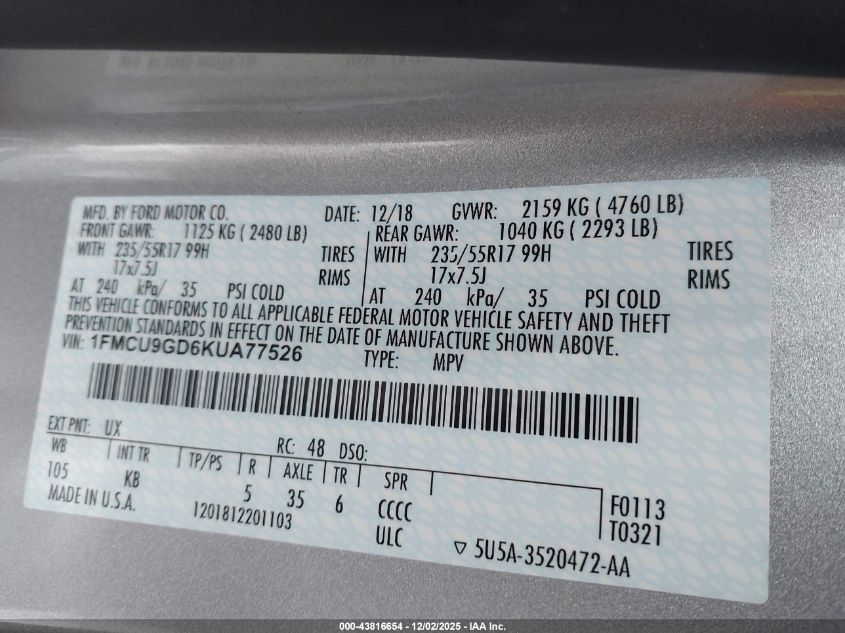 MFD. BY FORD MOTOR CO. DATE: 12/18 GVWR: 2159 KG ( 4760 LB)
FRONT GAWR: 1125 KG ( 2480 LB) REAR GAWR: 1040 KG ( 2293 LB)
WITH 235/55R17 99H TIRES WITH 235/55R17 99H TIRES
17x7.5J RIMS 17x7.5J RIMS
AT 240 kPa/ 35 PSI COLD AT 240 kPa/ 35 PSI COLD
THIS VEHICLE CONFORMS TO ALL APPLICABLE FEDERAL MOTOR VEHICLE SAFETY AND THEFT
PREVENTION STANDARDS IN EFFECT ON THE DATE OF MANUFACTURE SHOWN ABOVE.
VIN: 1FMCU9GD6KUA77526 TYPE: MPV
EXT PNT: UX RC: 48 DSO:
WB INT TR TP/PS R AXLE TR SPR
105 KB 5 35 6 CCCC F0113
MADE IN U.S.A. 1201812201103 ULC T0321
▽ 5U5A-3520472-AA
000-43816654 - 12/02/2025 - IAA Inc.